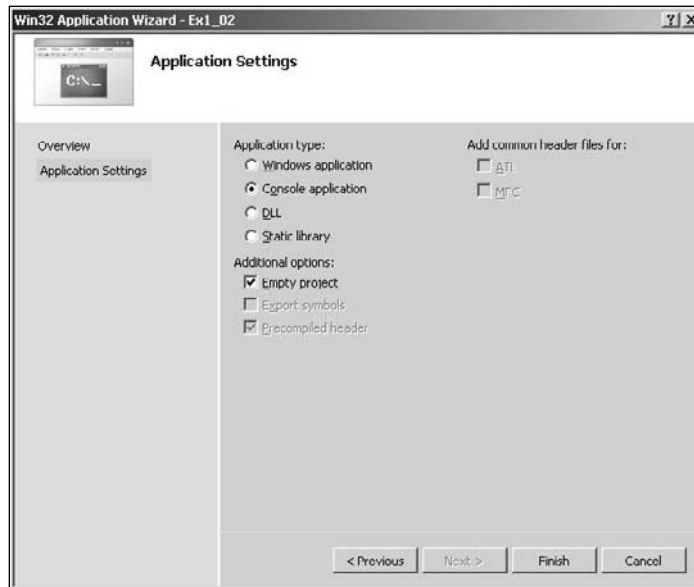 Win32 Application Wizard - Ex1_02
Application Settings
C:\_
Overview
Application Settings
Application type:
Windows application
Console application
DLL
Static library
Additional options:
Empty project
Export symbols
Precompiled header
Add common header files for:
ATL
MFC
< Previous
Next >
Finish
Cancel